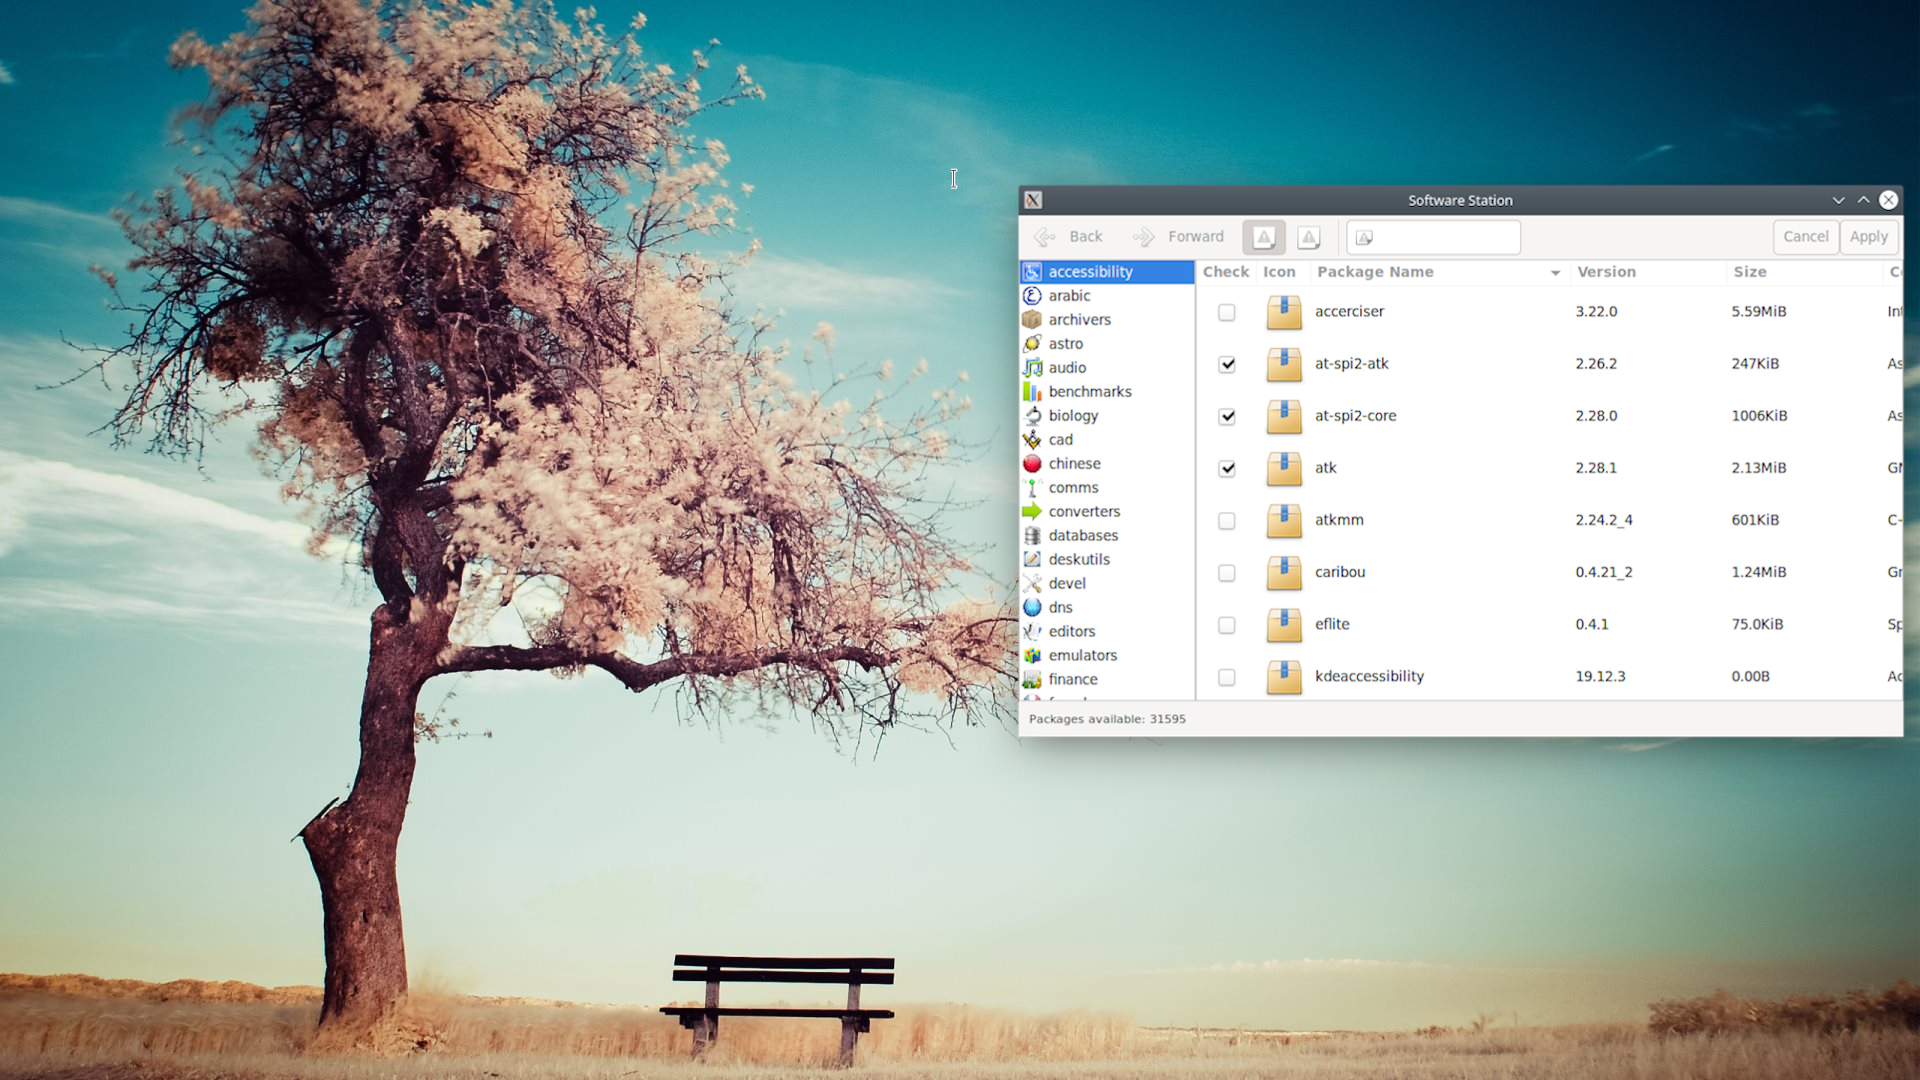 Software Station
Back Forward Cancel Apply
Check Icon Package Name Version Size
accessibility
arabic
archivers
astro
audio
benchmarks
biology
cad
chinese
comms
converters
databases
deskutils
devel
dns
editors
emulators
finance
accerciser 3.22.0 5.59MiB
at-spi2-atk 2.26.2 247KiB As
at-spi2-core 2.28.0 1006KiB As
atk 2.28.1 2.13MiB
atkmm 2.24.2_4 601KiB C-
caribou 0.4.21_2 1.24MiB Gr
eflite 0.4.1 75.0KiB Sp
kdeaccessibility 19.12.3 0.00B Ac
Packages available: 31595